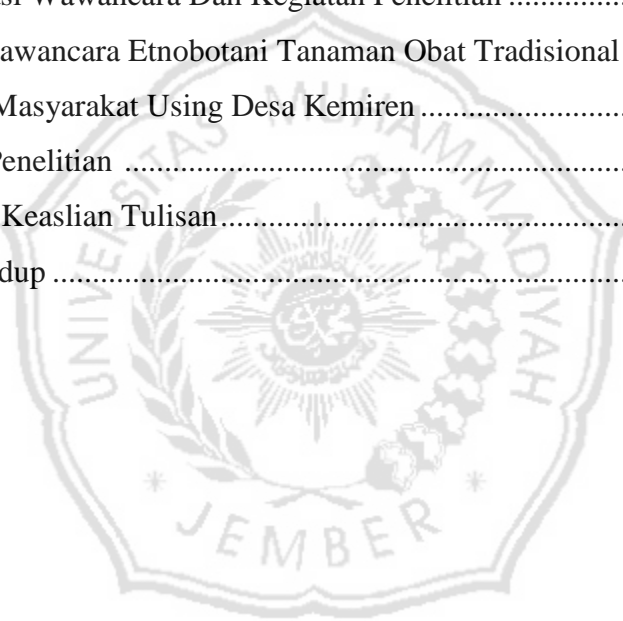 si Wawancara Dan Kegiatan Penelitian ................
awancara Etnobotani Tanaman Obat Tradisional
Masyarakat Using Desa Kemiren ..........................
Penelitian ................................................................
Keaslian Tulisan....................................................
dup ........................................................................
UNIVERSITAS MUHAMMADIYAH
JEMBER